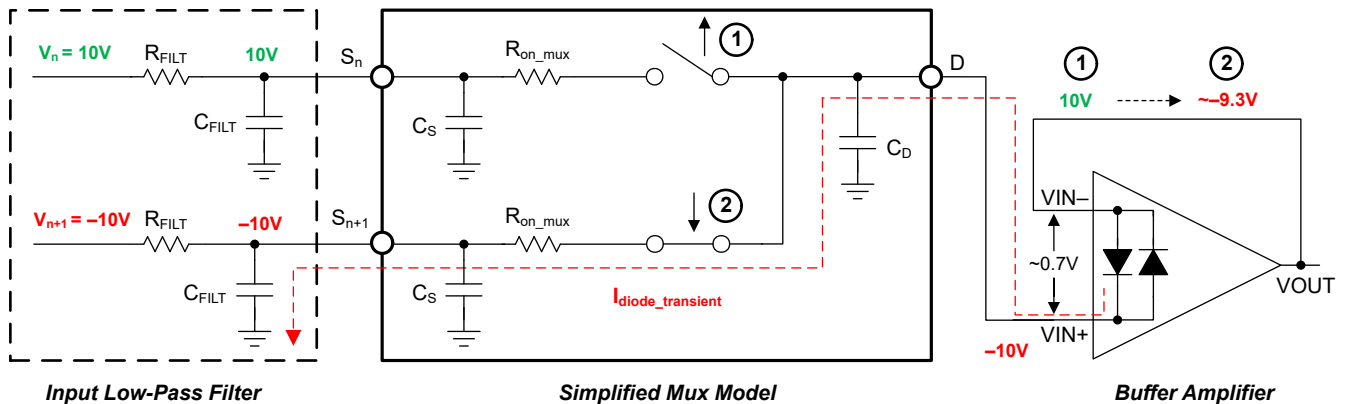 Vn = 10V
RFILT
10V
Sn
Ron_mux
1
D
1
2
10V
~–9.3V
CFILT
CS
CD
Vn+1 = –10V
RFILT
–10V
Sn+1
Ron_mux
2
VIN–
~0.7V
VOUT
CFILT
CS
Idiode_transient
VIN+
–10V
Input Low-Pass Filter
Simplified Mux Model
Buffer Amplifier